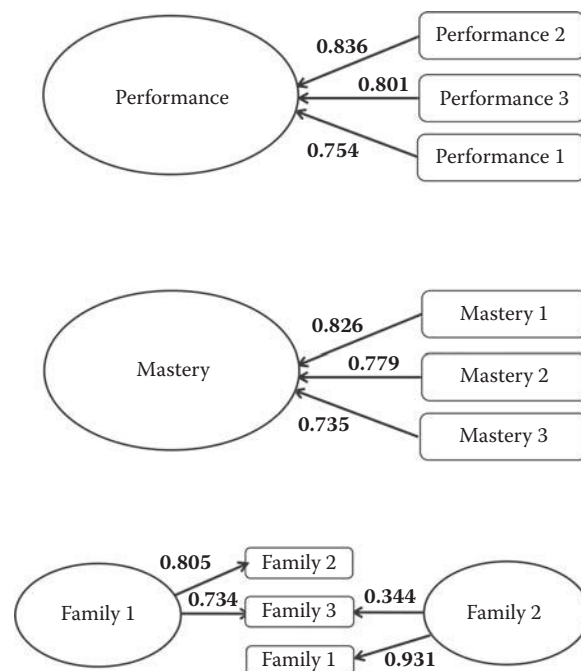 Performance 2
0.836
Performance
0.801
Performance 3
0.754
Performance 1
0.826
Mastery 1
Mastery
0.779
Mastery 2
0.735
Mastery 3
0.805
Family 2
Family 1
0.734
Family 3
0.344
Family 2
Family 1
0.931